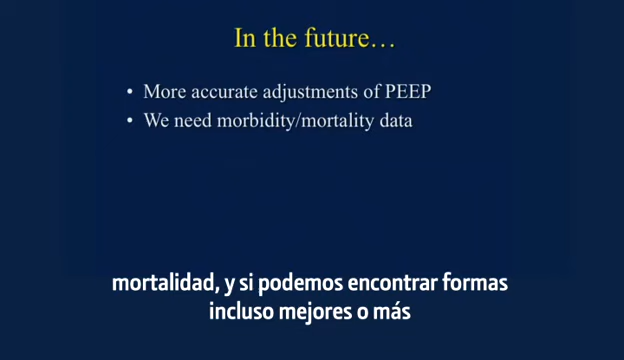 In the future…
• More accurate adjustments of PEEP
• We need morbidity/mortality data
mortalidad, y si podemos encontrar formas
incluso mejores o más